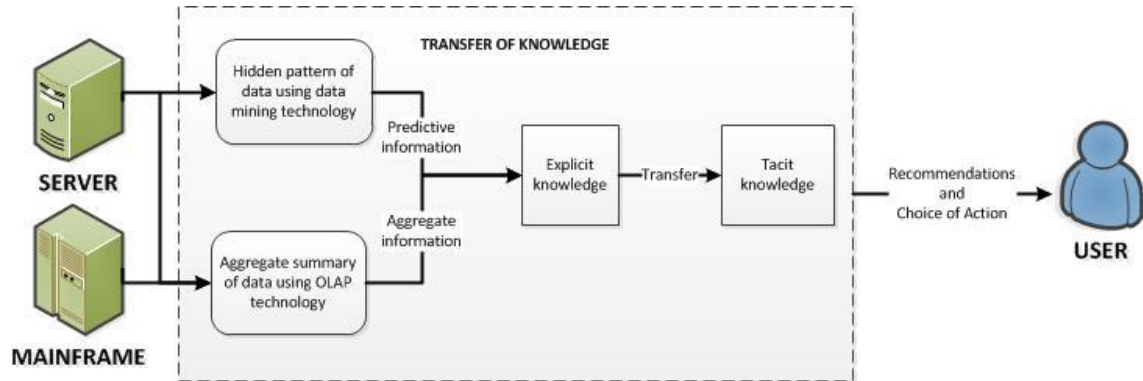 TRANSFER OF KNOWLEDGE
SERVER
MAINFRAME
Hidden pattern of
data using data
mining technology
Aggregate summary
of data using OLAP
technology
Predictive
information
Aggregate
information
Explicit
knowledge
Transfer
Tacit
knowledge
Recommendations
and
Choice of Action
USER